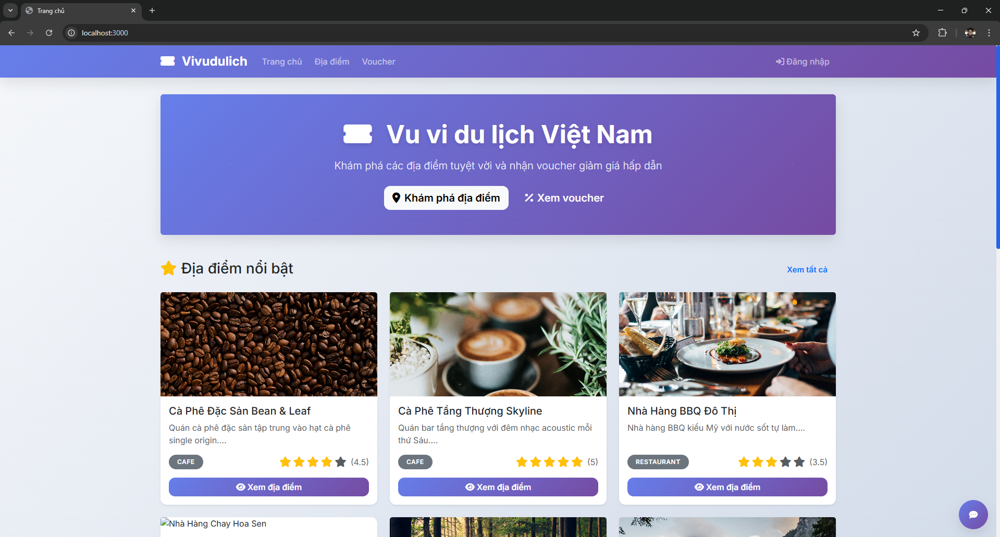 Trang chủ
localhost:3000
Vivudulich Trang chủ Địa điểm Voucher Đăng nhập
Vu vi du lịch Việt Nam
Khám phá các địa điểm tuyệt vời và nhận voucher giảm giá hấp dẫn
Khám phá địa điểm Xem voucher
Địa điểm nổi bật Xem tất cả
Cà Phê Đặc Sản Bean & Leaf
Quán cà phê đặc sản tập trung vào hạt cà phê
single origin....
CAFE (4.5)
Xem địa điểm
Cà Phê Tầng Thượng Skyline
Quán bar tầng thượng với đêm nhạc acoustic mỗi
thứ Sáu....
CAFE (5)
Xem địa điểm
Nhà Hàng BBQ Đô Thị
Nhà hàng BBQ kiểu Mỹ với nước sốt tự làm....
RESTAURANT (3.5)
Xem địa điểm
Nhà Hàng Chay Hoa Sen